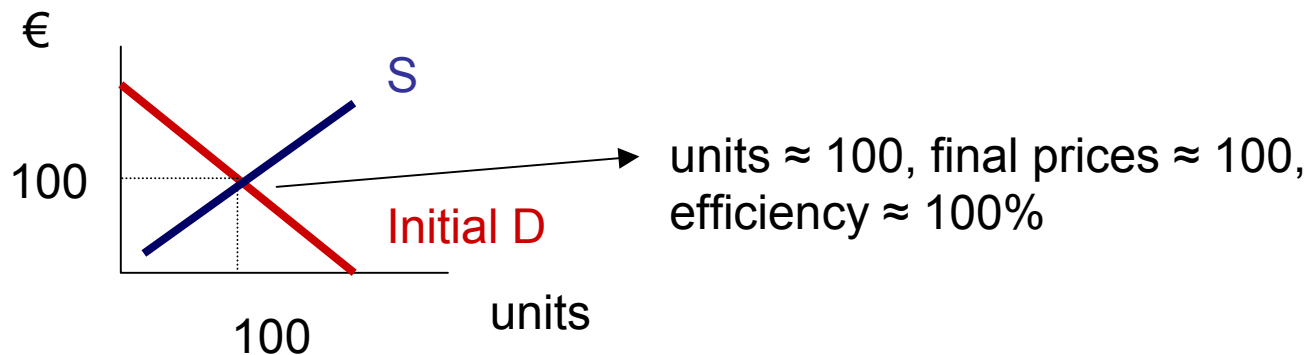 €
S
100
units ≈ 100, final prices ≈ 100,
efficiency ≈ 100%
Initial D
units
100